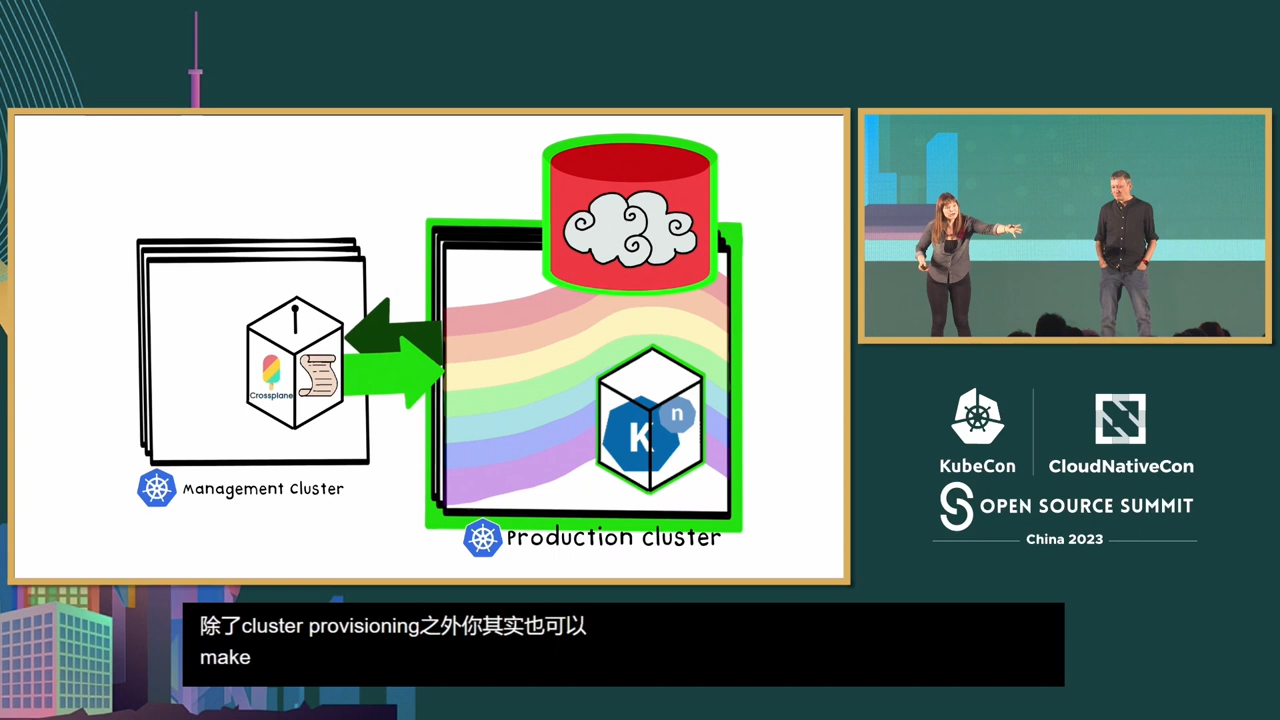 Crossplane
Management Cluster
K
n
Production cluster
KubeCon
CloudNativeCon
OPEN SOURCE SUMMIT
China 2023
除了cluster provisioning之外你其实也可以
make